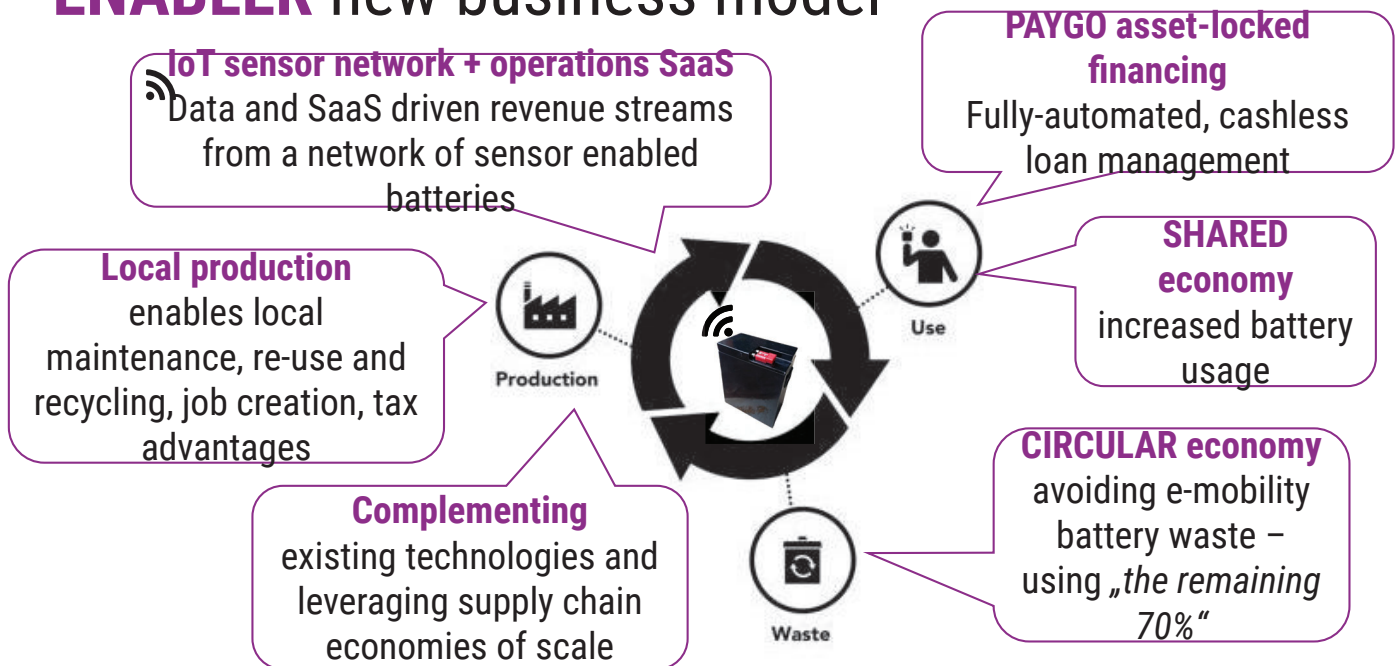 ENABLER new business model
IoT sensor network + operations SaaS
Data and SaaS driven revenue streams
from a network of sensor enabled
batteries
PAYGO asset-locked
financing
Fully-automated, cashless
loan management
Local production
enables local
maintenance, re-use and
recycling, job creation, tax
advantages
Production
Use
SHARED
economy
increased battery
usage
Complementing
existing technologies and
leveraging supply chain
economies of scale
Waste
CIRCULAR economy
avoiding e-mobility
battery waste –
using „the remaining
70%“